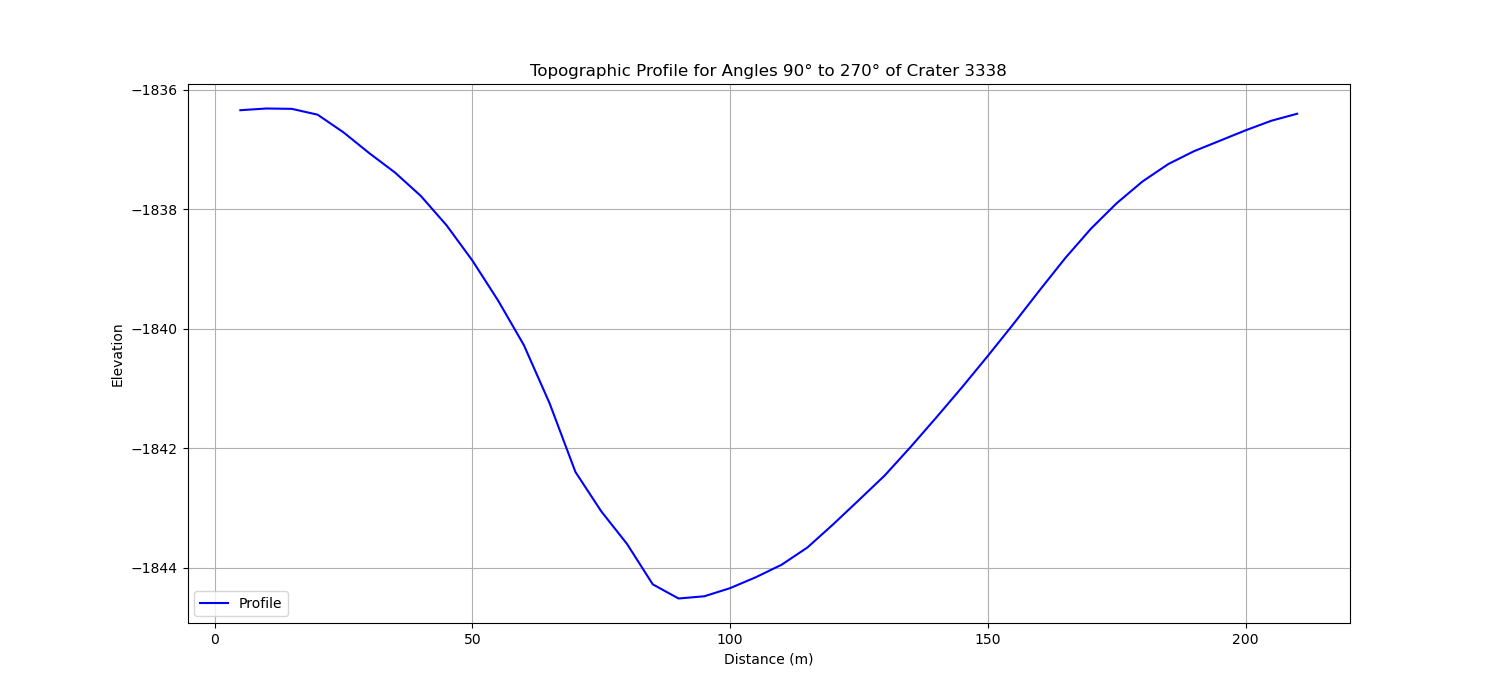 Topographic Profile for Angles 90° to 270° of Crater 3338
−1836
−1838
−1840
−1842
−1844
Elevation
Profile
0
50
100
150
200
Distance (m)